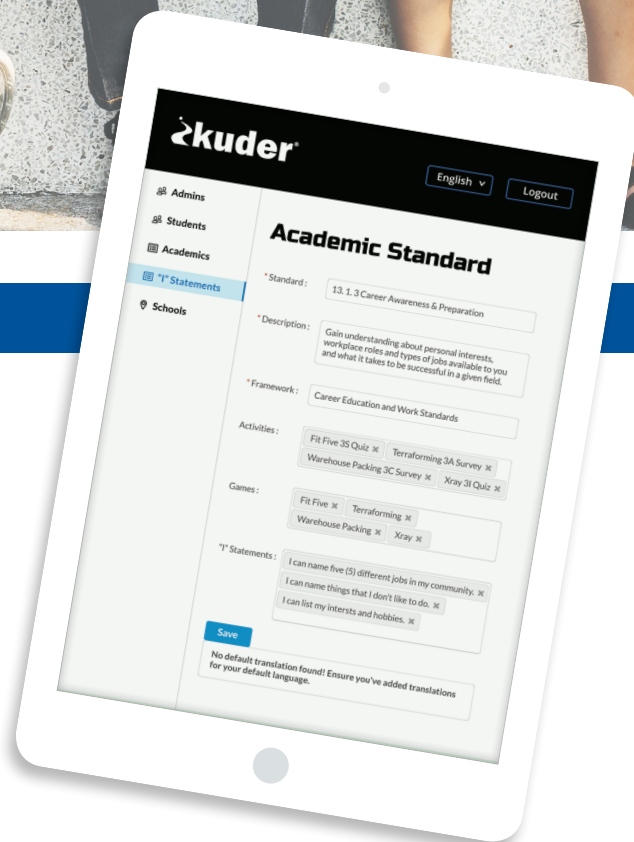 kuder®
English
Logout
Admins
Students
Academics
"I" Statements
Schools
Academic Standard
*Standard :
13. 1. 3 Career Awareness & Preparation
*Description :
Gain understanding about personal interests,
workplace roles and types of jobs available to you
and what it takes to be successful in a given field.
*Framework :
Career Education and Work Standards
Activities :
Fit Five 3S Quiz ×
Terraforming 3A Survey ×
Warehouse Packing 3C Survey ×
Xray 3I Quiz ×
Games :
Fit Five ×
Terraforming ×
Warehouse Packing ×
Xray ×
"I" Statements :
I can name five (5) different jobs in my community. ×
I can name things that I don't like to do. ×
I can list my intersts and hobbies. ×
Save
No default translation found! Ensure you've added translations
for your default language.